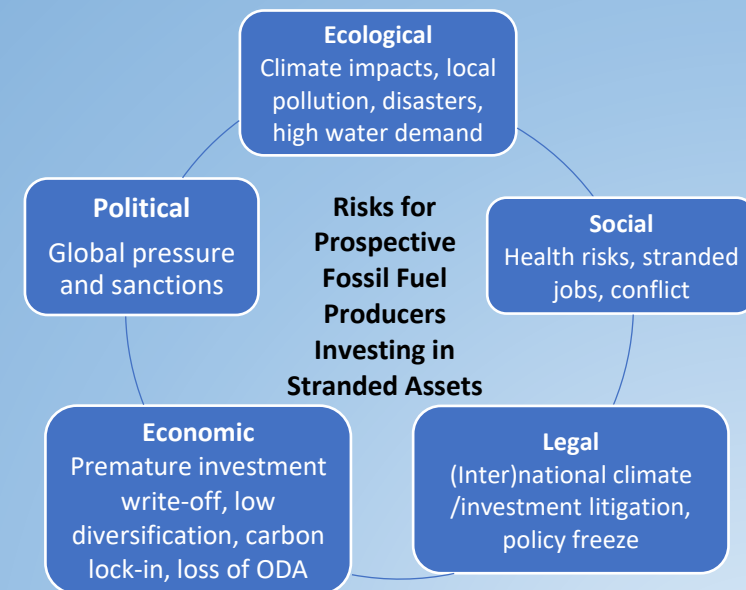 Ecological
Climate impacts, local
pollution, disasters,
high water demand
Political
Global pressure
and sanctions
Risks for
Prospective
Fossil Fuel
Producers
Investing in
Stranded Assets
Social
Health risks, stranded
jobs, conflict
Economic
Premature investment
write-off, low
diversification, carbon
lock-in, loss of ODA
Legal
(Inter)national climate
/investment litigation,
policy freeze